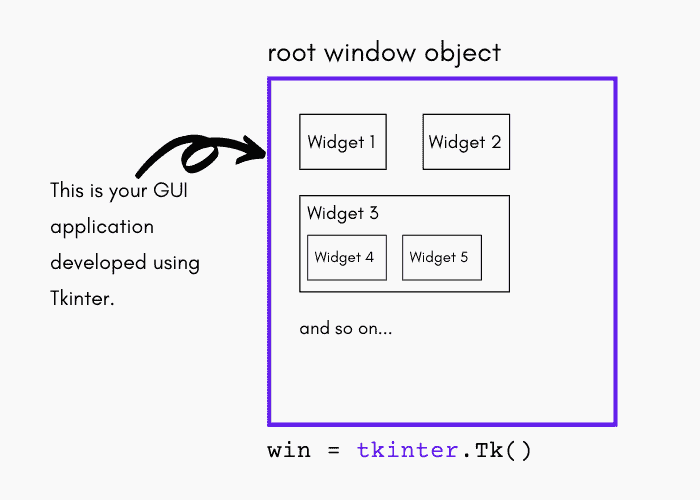 root window object
Widget 1
Widget 2
This is your GUI
application
developed using
Tkinter.
Widget 3
Widget 4
Widget 5
and so on...
win = tkinter.Tk()